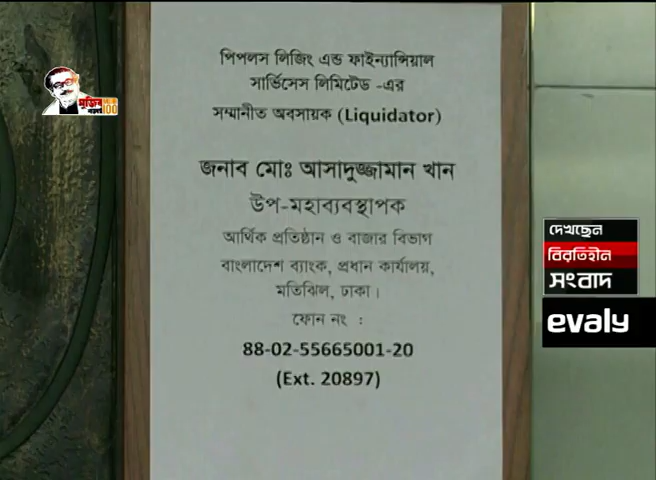 পিপলস লিজিং এন্ড ফাইন্যান্সিয়াল
সার্ভিসেস লিমিটেড -এর
সম্মানীত অবসায়ক (Liquidator)
জনাব মোঃ আসাদুজ্জামান খান
উপ-মহাব্যবস্থাপক
আর্থিক প্রতিষ্ঠান ও বাজার বিভাগ
বাংলাদেশ ব্যাংক, প্রধান কার্যালয়,
মতিঝিল, ঢাকা।
ফোন নং :
88-02-55665001-20
(Ext. 20897)
মুজিব
100
দেখছেন
বিরতিহীন
সংবাদ
evaly